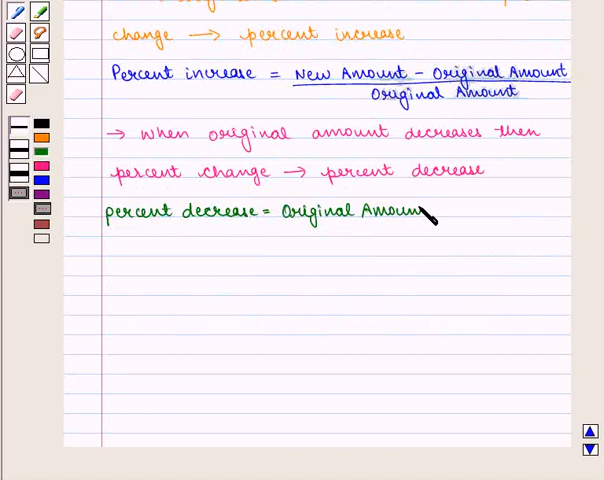 change → percent increase
Percent increase = New Amount - Original Amount
Original Amount
→ When original amount decreases then
percent change → percent decrease
percent decrease = Original Amount